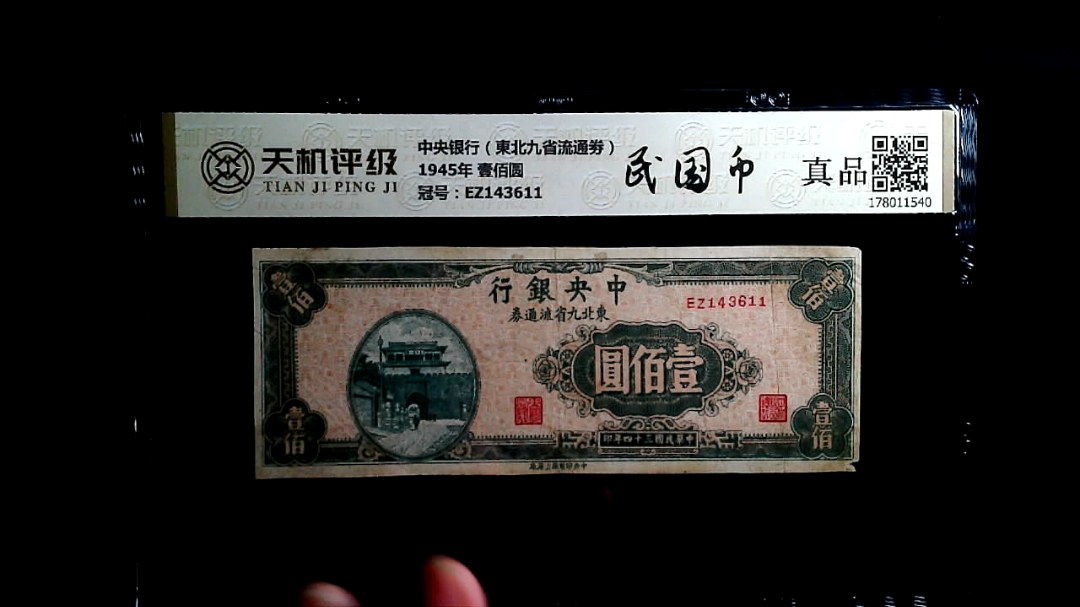 天机评级
TIAN JI PING JI
中央银行（東北九省流通券）
1945年 壹佰圆
冠号：EZ143611
民国币
真品
178011540
壹佰
壹佰
行銀央中
券通流省九北東
EZ143611
圓佰壹
壹佰
壹佰
印年四十三國民華中